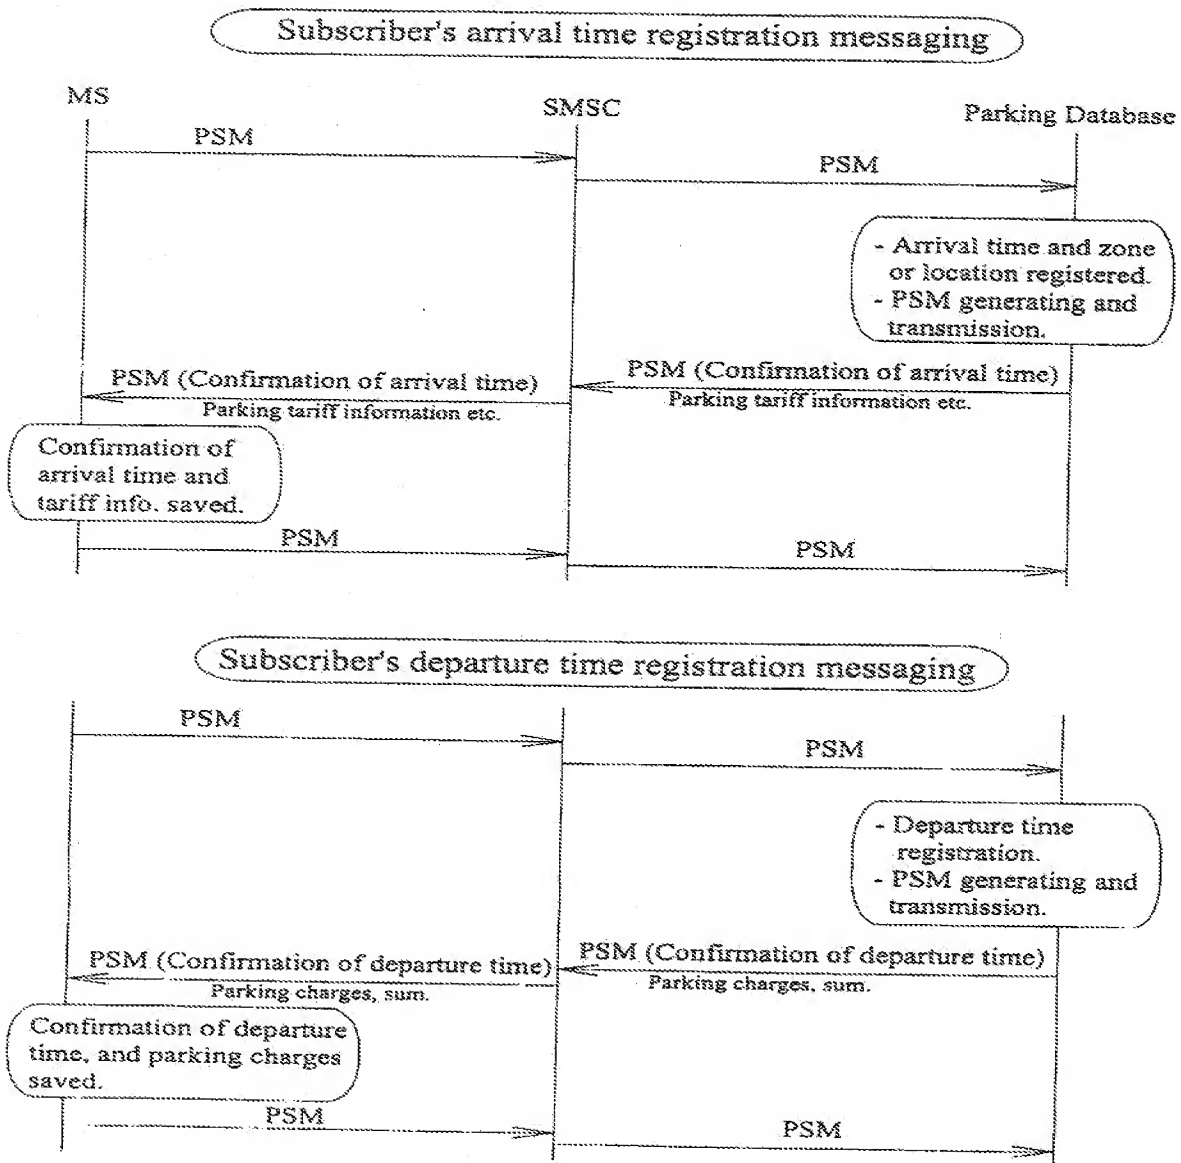 Subscriber's arrival time registration messaging
MS
SMSC
Parking Database
PSM
PSM
- Arrival time and zone
or location registered.
- PSM generating and
transmission.
PSM (Confirmation of arrival time)
Parking tariff information etc.
PSM (Confirmation of arrival time)
Parking tariff information etc.
Confirmation of
arrival time and
tariff info. saved.
PSM
PSM
Subscriber's departure time registration messaging
PSM
PSM
- Departure time
registration.
- PSM generating and
transmission.
PSM (Confirmation of departure time)
Parking charges, sum.
PSM (Confirmation of departure time)
Parking charges, sum.
Confirmation of departure
time, and parking charges
saved.
PSM
PSM